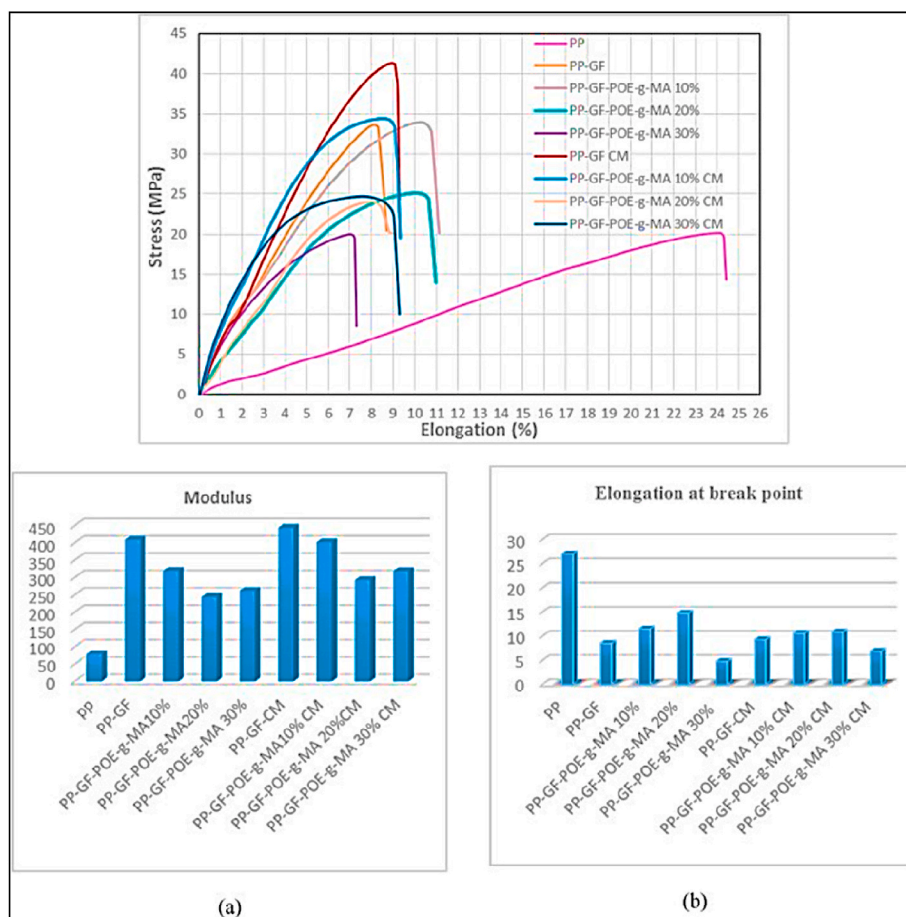 45
40
35
30
25
20
15
10
5
0
Stress (MPa)
PP
PP-GF
PP-GF-POE-g-MA 10%
PP-GF-POE-g-MA 20%
PP-GF-POE-g-MA 30%
PP-GF CM
PP-GF-POE-g-MA 10% CM
PP-GF-POE-g-MA 20% CM
PP-GF-POE-g-MA 30% CM
0 1 2 3 4 5 6 7 8 9 10 11 12 13 14 15 16 17 18 19 20 21 22 23 24 25 26
Elongation (%)
Modulus
450
400
350
300
250
200
150
100
50
0
PP
PP-GF
PP-GF-POE-g-MA10%
PP-GF-POE-g-MA20%
PP-GF-POE-g-MA 30%
PP-GF-CM
PP-GF-POE-g-MA10% CM
PP-GF-POE-g-MA 20%CM
PP-GF-POE-g-MA 30% CM
(a)
Elongation at break point
30
25
20
15
10
5
0
PP
PP-GF
PP-GF-POE-g-MA 10%
PP-GF-POE-g-MA 20%
PP-GF-POE-g-MA 30%
PP-GF-CM
PP-GF-POE-g-MA 10% CM
PP-GF-POE-g-MA 20% CM
PP-GF-POE-g-MA 30% CM
(b)